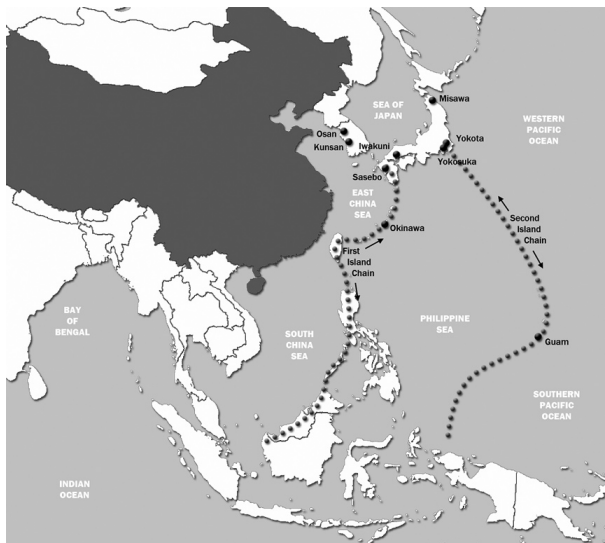 Misawa
SEA OF
JAPAN
WESTERN
PACIFIC
OCEAN
Osan
Kunsan
Iwakuni
Yokota
Yokosuka
Sasebo
EAST
CHINA
SEA
Okinawa
Second
Island
Chain
First
Island
Chain
BAY
OF
BENGAL
SOUTH
CHINA
SEA
PHILIPPINE
SEA
Guam
SOUTHERN
PACIFIC
OCEAN
INDIAN
OCEAN